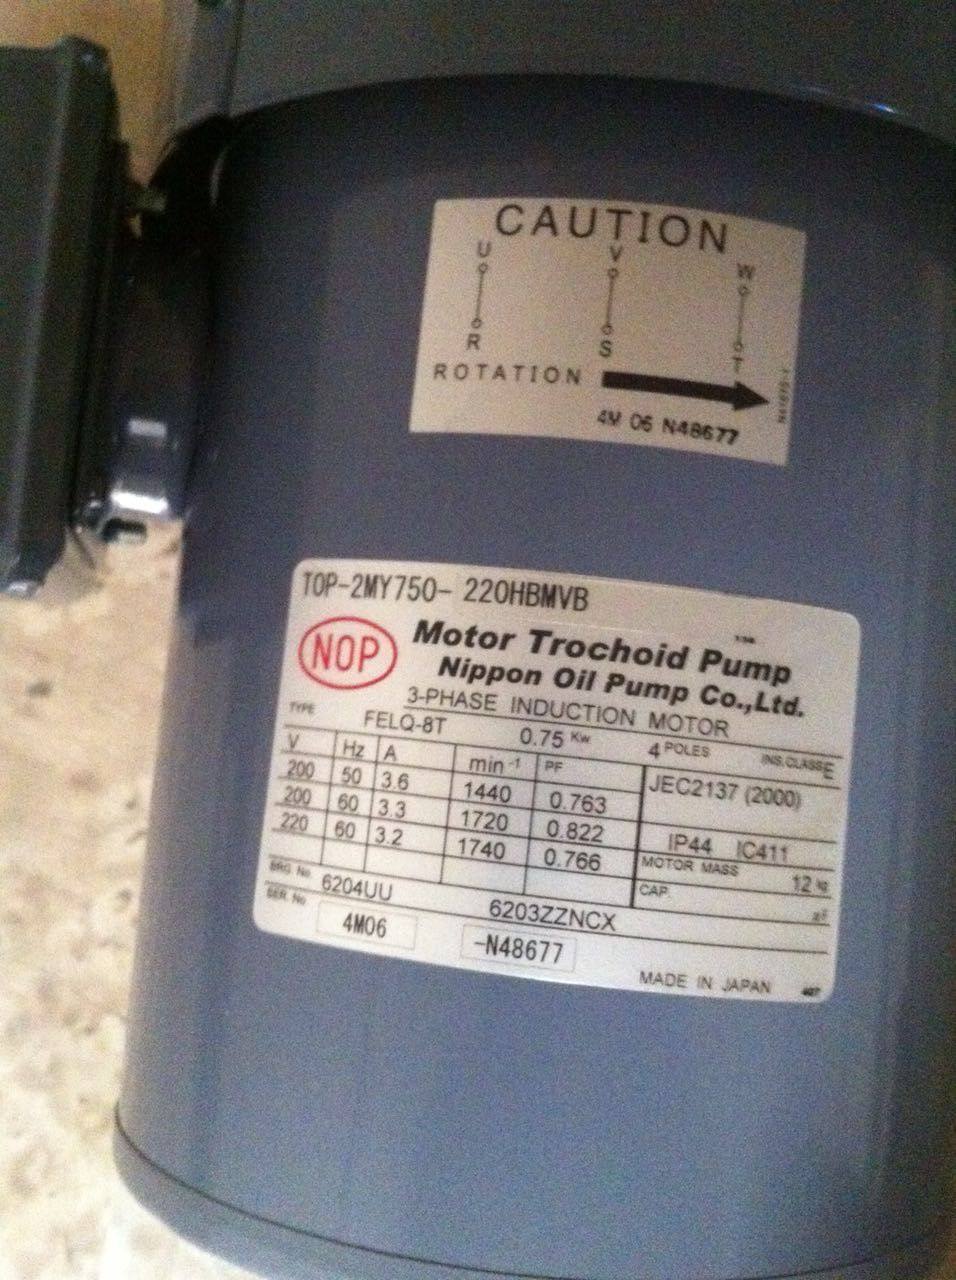 CAUTION
U V W
R S T
ROTATION
4M 06 N48677
TOP-2MY750- 220HBMVB
NOP
Motor Trochoid Pump
Nippon Oil Pump Co.,Ltd.
3-PHASE INDUCTION MOTOR
TYPE FELQ-8T 0.75 Kw 4 POLES INS.CLASS E
V Hz A min-1 PF
200 50 3.6 1440 0.763
200 60 3.3 1720 0.822
220 60 3.2 1740 0.766
JEC2137 (2000)
IP44 IC411
MOTOR MASS 12 kg
CAP.
BRG No. 6204UU 6203ZZNCX
SER. No 4M06 -N48677
MADE IN JAPAN